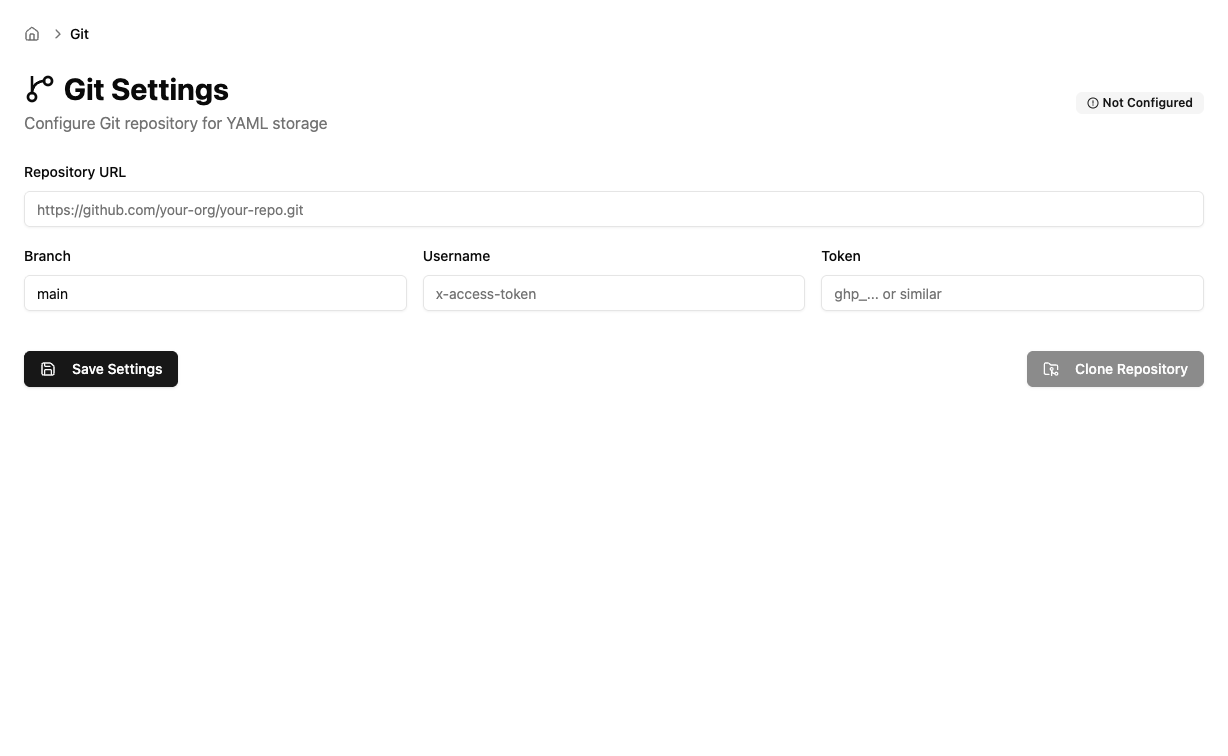 Git
Git Settings
Not Configured
Configure Git repository for YAML storage
Repository URL
https://github.com/your-org/your-repo.git
Branch
Username
Token
main
x-access-token
ghp_... or similar
Save Settings
Clone Repository